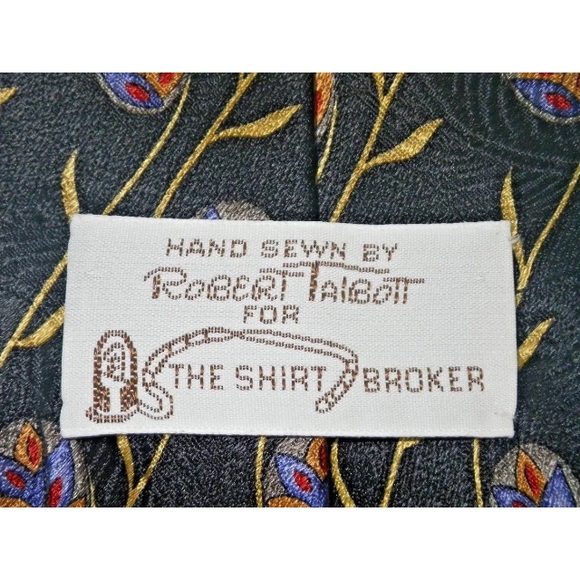 HAND SEWN BY
ROBERT TALBOTT
FOR
THE SHIRT BROKER